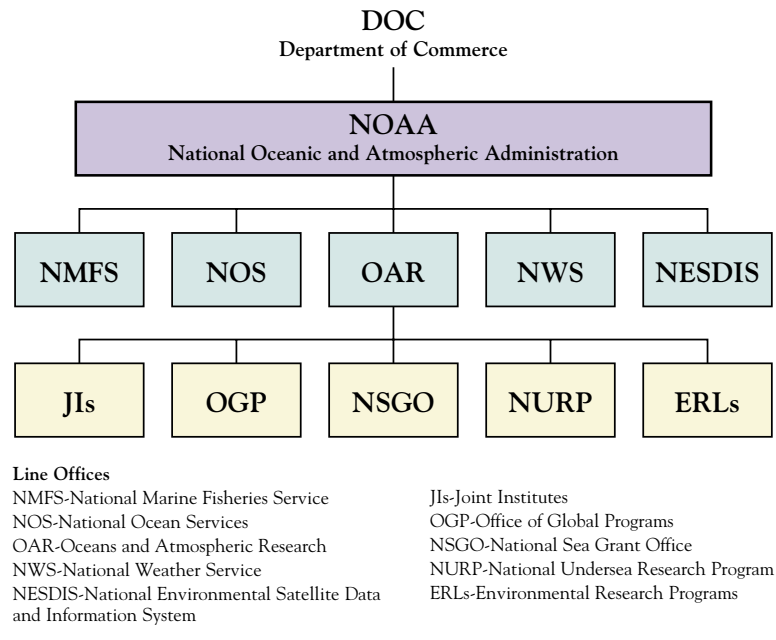 DOC
Department of Commerce
NOAA
National Oceanic and Atmospheric Administration
NMFS
NOS
OAR
NWS
NESDIS
JIs
OGP
NSGO
NURP
ERLs
Line Offices
NMFS-National Marine Fisheries Service
NOS-National Ocean Services
OAR-Oceans and Atmospheric Research
NWS-National Weather Service
NESDIS-National Environmental Satellite Data
and Information System
JIs-Joint Institutes
OGP-Office of Global Programs
NSGO-National Sea Grant Office
NURP-National Undersea Research Program
ERLs-Environmental Research Programs